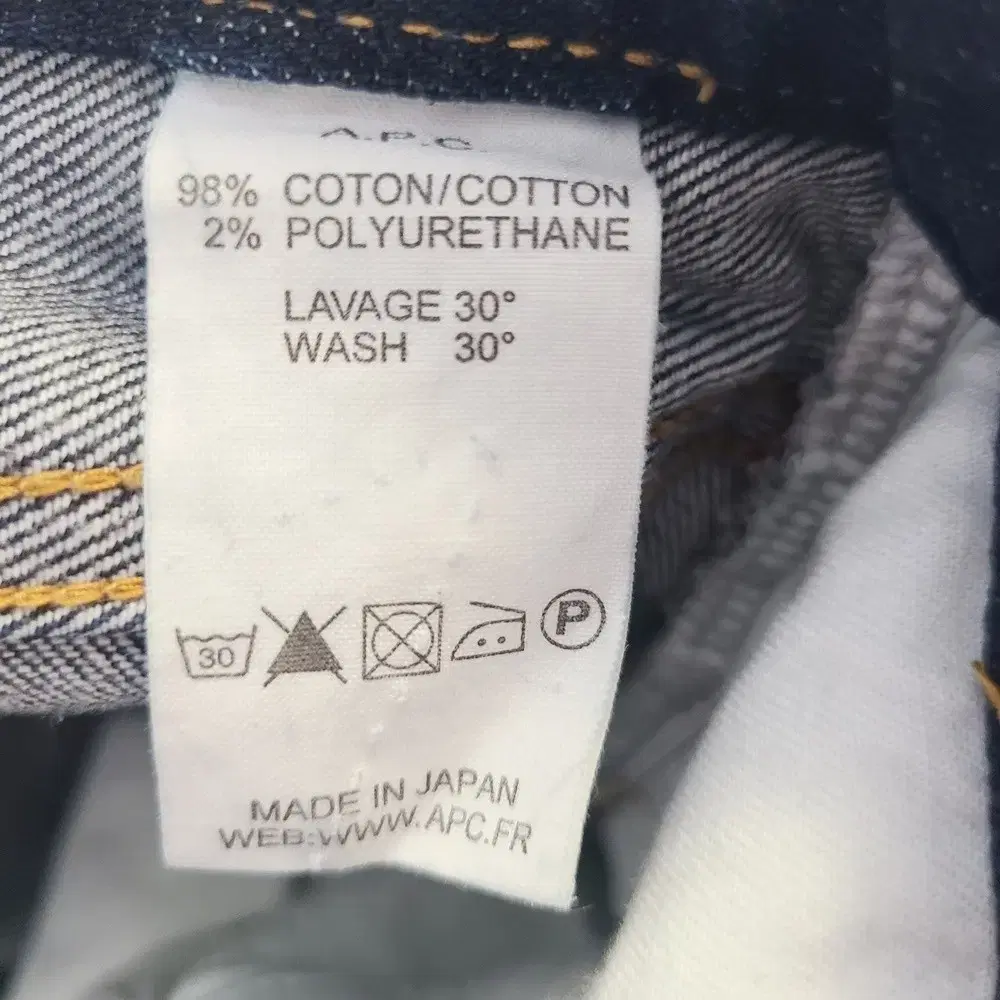 A.P.C.
98% COTON/COTTON
2% POLYURETHANE
LAVAGE 30°
WASH 30°
30 P
MADE IN JAPAN
WEB:WWW.APC.FR